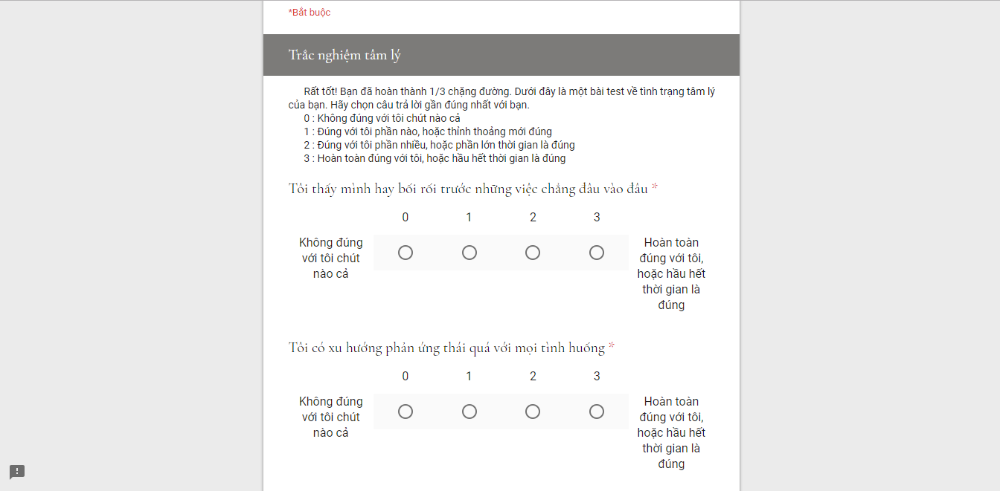 *Bắt buộc
Trắc nghiệm tâm lý
Rất tốt! Bạn đã hoàn thành 1/3 chặng đường. Dưới đây là một bài test về tình trạng tâm lý
của bạn. Hãy chọn câu trả lời gần đúng nhất với bạn.
0 : Không đúng với tôi chút nào cả
1 : Đúng với tôi phần nào, hoặc thỉnh thoảng mới đúng
2 : Đúng với tôi phần nhiều, hoặc phần lớn thời gian là đúng
3 : Hoàn toàn đúng với tôi, hoặc hầu hết thời gian là đúng
Tôi thấy mình hay bối rối trước những việc chẳng đâu vào đâu *
0 1 2 3
Không đúng
với tôi chút
nào cả
Hoàn toàn
đúng với tôi,
hoặc hầu hết
thời gian là
đúng
Tôi có xu hướng phản ứng thái quá với mọi tình huống *
0 1 2 3
Không đúng
với tôi chút
nào cả
Hoàn toàn
đúng với tôi,
hoặc hầu hết
thời gian là
đúng